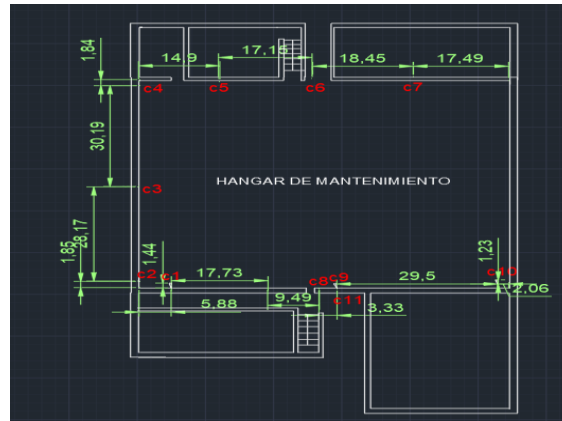 1,84
14,9
17,15
18,45
17,49
c4
c5
c6
c7
30,19
c3
HANGAR DE MANTENIMIENTO
28,17
1,85
1,44
1,23
c2
c1
17,73
c8
c9
29,5
c10
5,88
9,49
c11
3,33
2,06